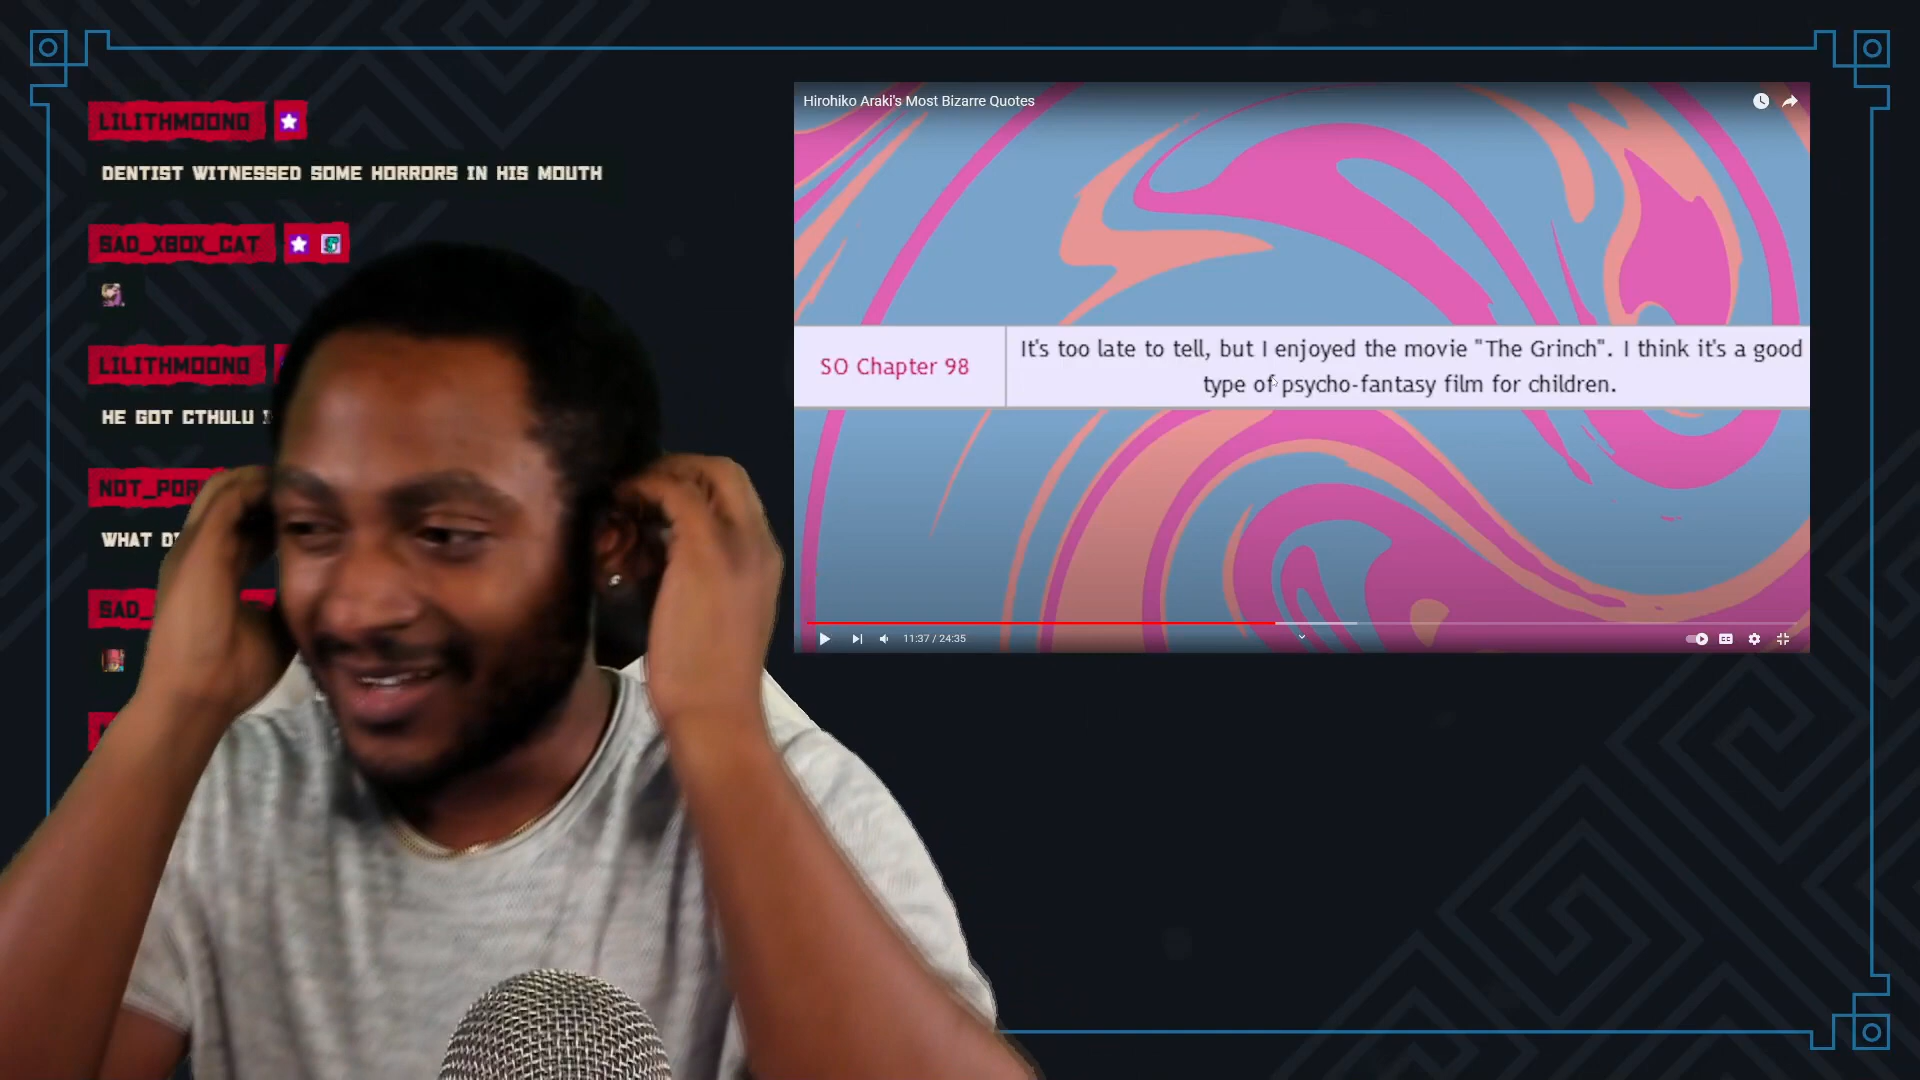 LILITHMOONO
DENTIST WITNESSED SOME HORRORS IN HIS MOUTH
SAD_XBOX_CAT
LILITHMOONO
HE GOT CTHULU
NOT_POR
WHAT
SAD_
Hirohiko Araki's Most Bizarre Quotes
SO Chapter 98
It's too late to tell, but I enjoyed the movie "The Grinch". I think it's a good
type of psycho-fantasy film for children.
11:37 / 24:35